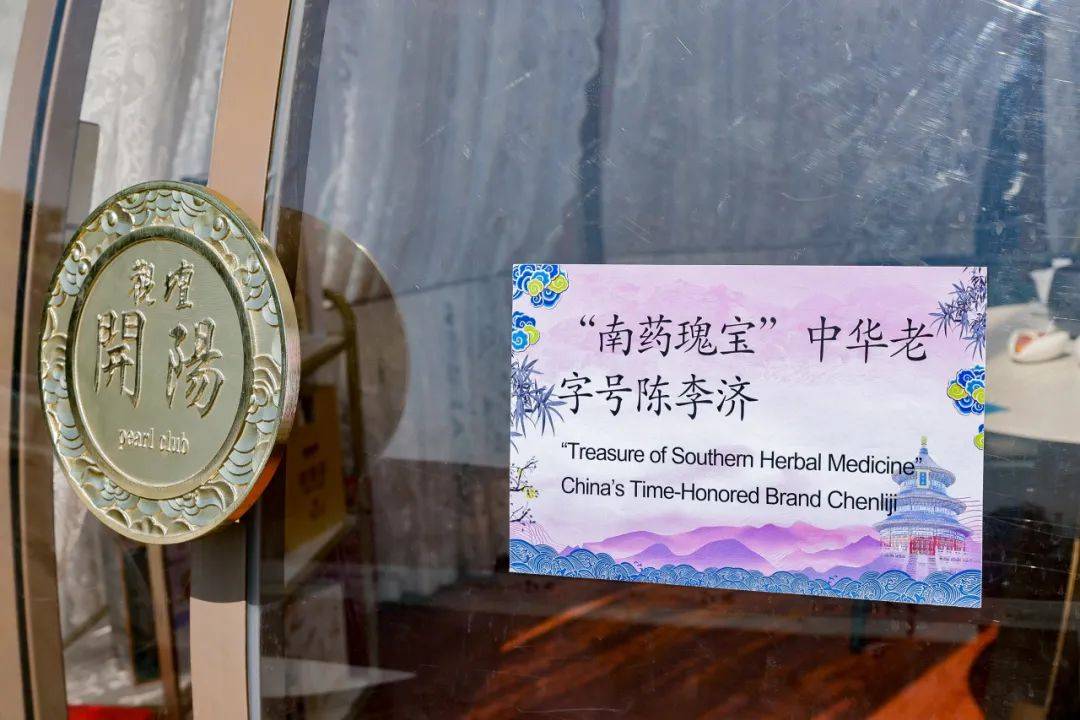 觀壇
開陽
pearl club
“南药瑰宝”中华老
字号陈李济
“Treasure of Southern Herbal Medicine”
China’s Time-Honored Brand Chenliji